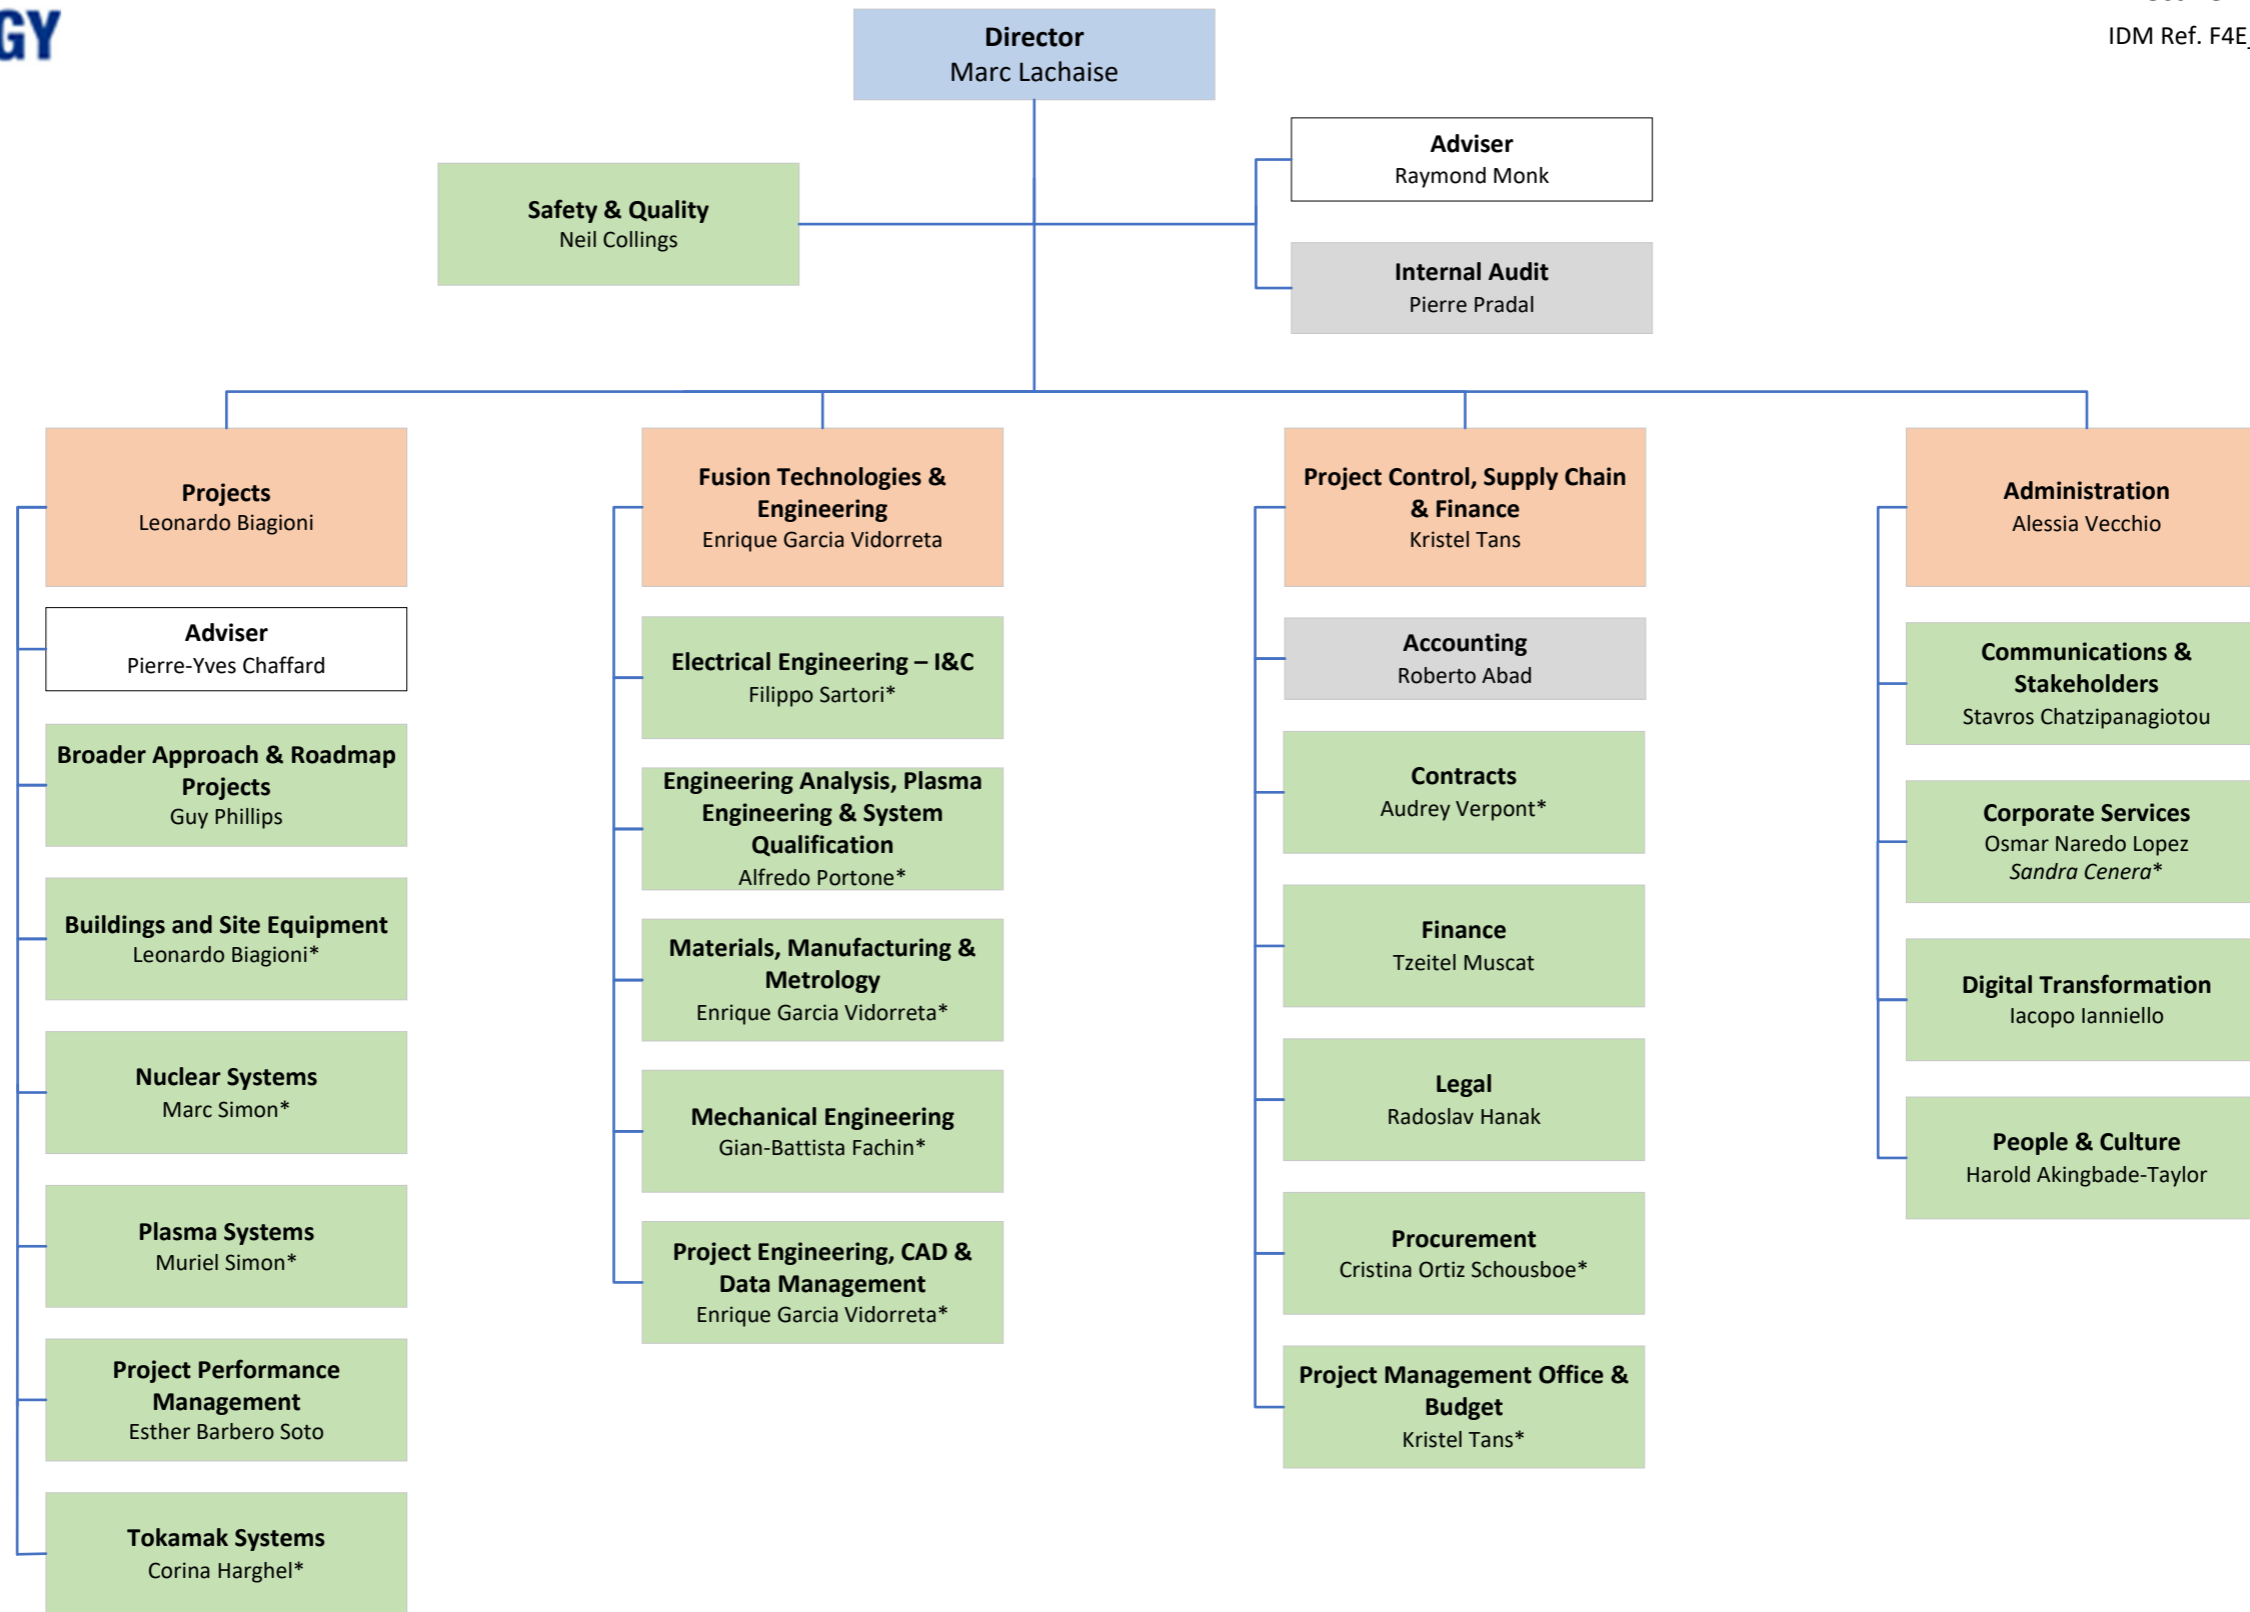 GY
IDM Ref. F4E_
Director
Marc Lachaise
Adviser
Raymond Monk
Safety & Quality
Neil Collings
Internal Audit
Pierre Pradal
Projects
Leonardo Biagioni
Adviser
Pierre-Yves Chaffard
Broader Approach & Roadmap
Projects
Guy Phillips
Buildings and Site Equipment
Leonardo Biagioni*
Nuclear Systems
Marc Simon*
Plasma Systems
Muriel Simon*
Project Performance
Management
Esther Barbero Soto
Tokamak Systems
Corina Harghel*
Fusion Technologies &
Engineering
Enrique Garcia Vidorreta
Electrical Engineering – I&C
Filippo Sartori*
Engineering Analysis, Plasma
Engineering & System
Qualification
Alfredo Portone*
Materials, Manufacturing &
Metrology
Enrique Garcia Vidorreta*
Mechanical Engineering
Gian-Battista Fachin*
Project Engineering, CAD &
Data Management
Enrique Garcia Vidorreta*
Project Control, Supply Chain
& Finance
Kristel Tans
Accounting
Roberto Abad
Contracts
Audrey Verpont*
Finance
Tzeitel Muscat
Legal
Radoslav Hanak
Procurement
Cristina Ortiz Schousboe*
Project Management Office &
Budget
Kristel Tans*
Administration
Alessia Vecchio
Communications &
Stakeholders
Stavros Chatzipanagiotou
Corporate Services
Osmar Naredo Lopez
Sandra Cenera*
Digital Transformation
Iacopo Ianniello
People & Culture
Harold Akingbade-Taylor